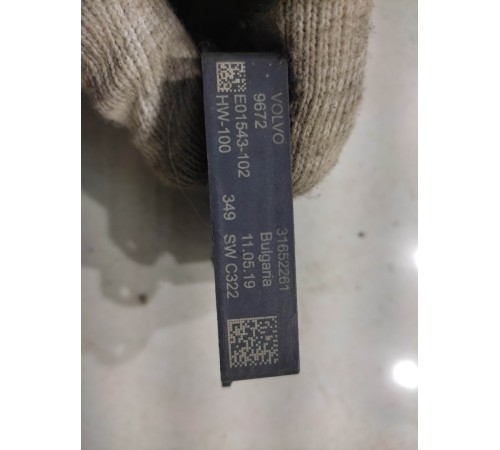 VOLVO 31652261
9672 Bulgaria
E01543-102 11.05.19
HW-100 349 SW C322